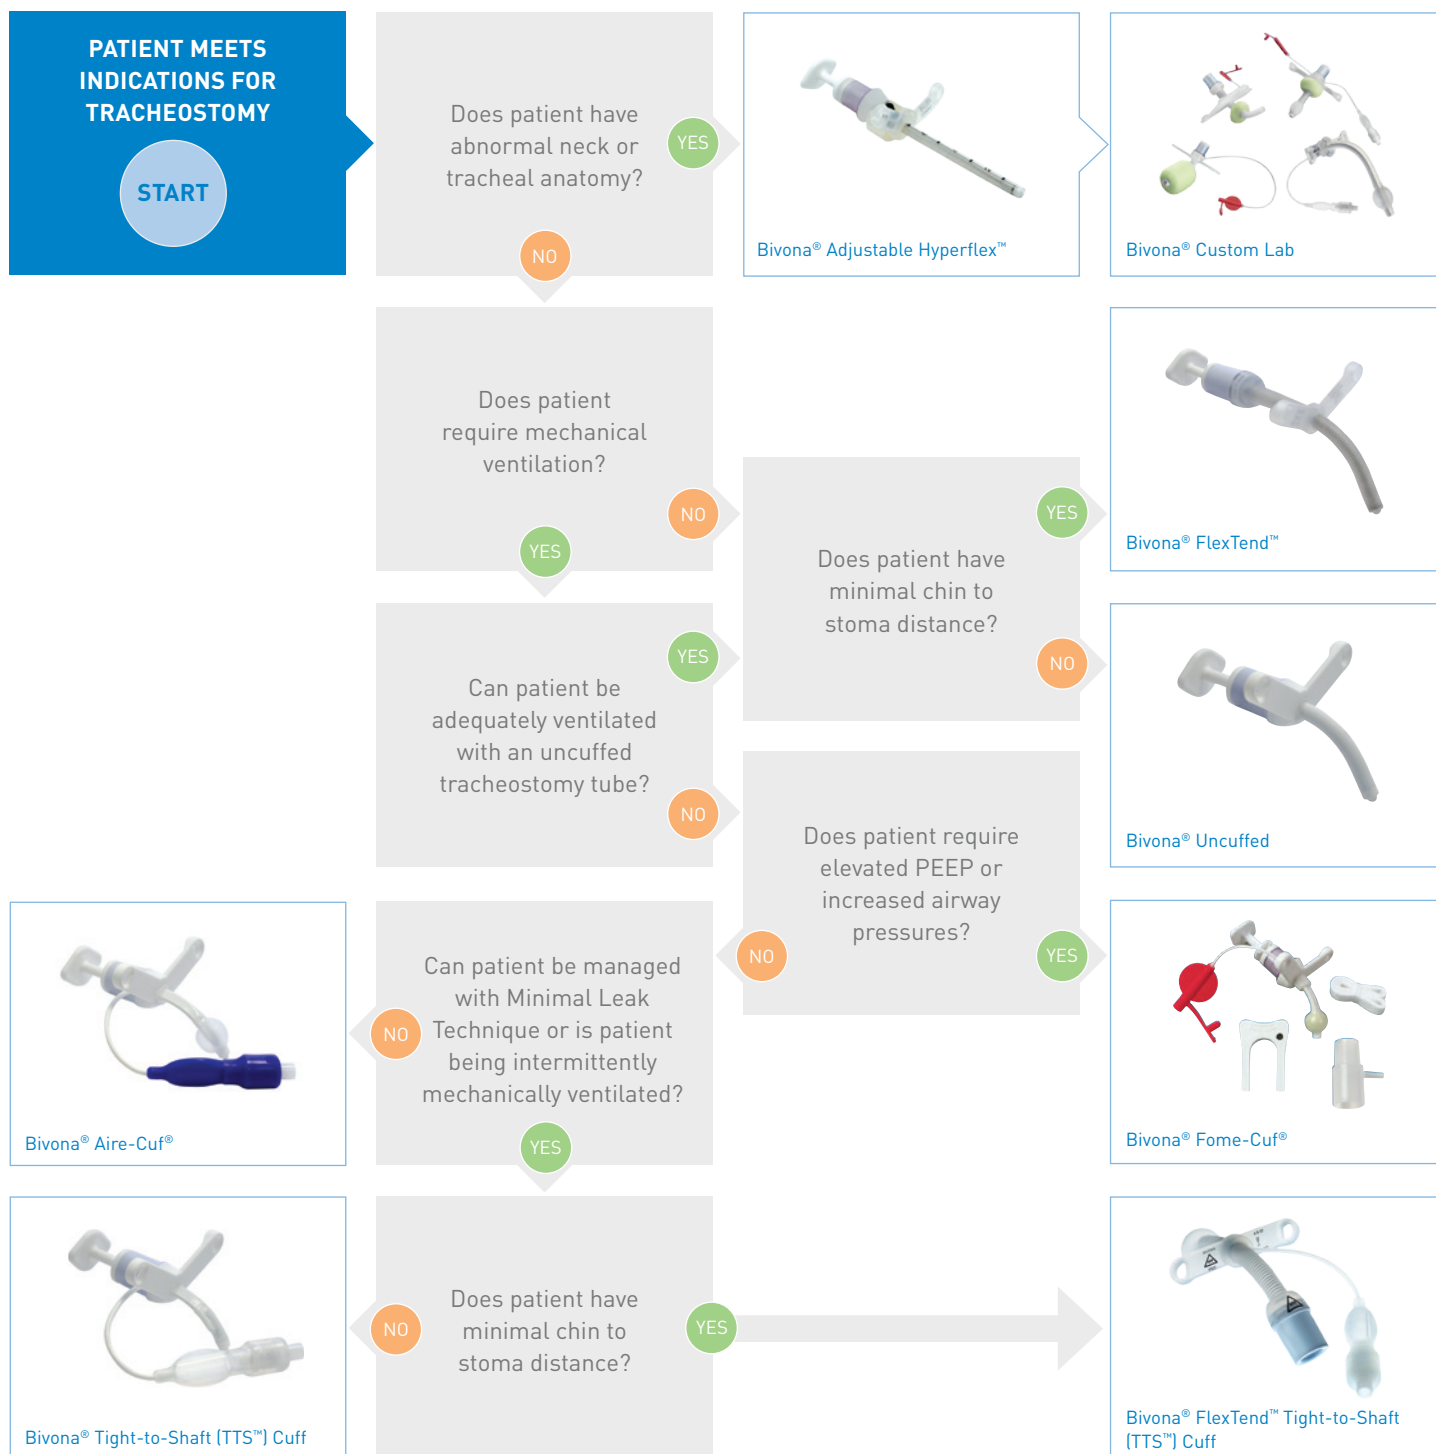 PATIENT MEETS
INDICATIONS FOR
TRACHEOSTOMY
START
Does patient have
abnormal neck or
tracheal anatomy?
YES
NO
Bivona® Adjustable Hyperflex™
Bivona® Custom Lab
Does patient
require mechanical
ventilation?
NO
YES
Does patient have
minimal chin to
stoma distance?
YES
NO
Bivona® FlexTend™
Bivona® Uncuffed
Can patient be
adequately ventilated
with an uncuffed
tracheostomy tube?
YES
NO
Does patient require
elevated PEEP or
increased airway
pressures?
NO
YES
Bivona® Fome-Cuf®
Can patient be managed
with Minimal Leak
Technique or is patient
being intermittently
mechanically ventilated?
NO
YES
Bivona® Aire-Cuf®
Does patient have
minimal chin to
stoma distance?
NO
YES
Bivona® Tight-to-Shaft (TTS™) Cuff
Bivona® FlexTend™ Tight-to-Shaft
(TTS™) Cuff